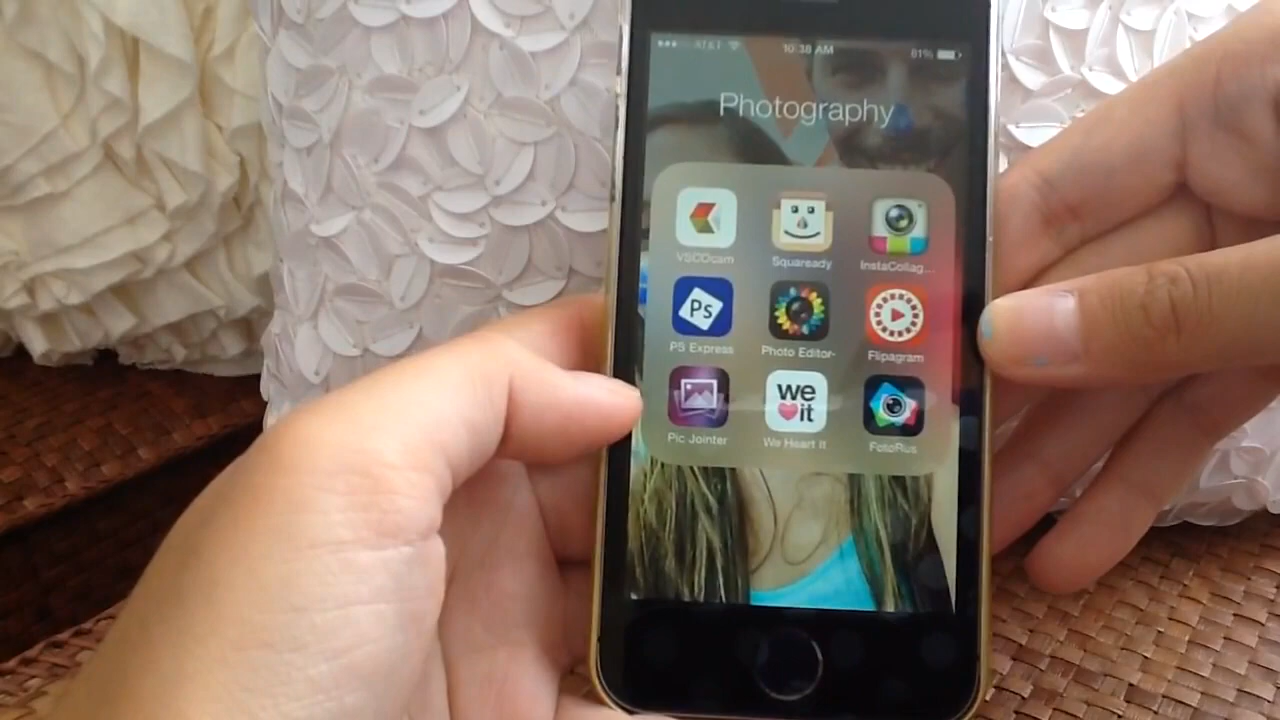 AT&T 10:38 AM 81%
Photography
VSCOcam Squaready InstaCollag...
Ps
PS Express Photo Editor- Flipagram
we
it
Pic Jointer We Heart It FotoRus